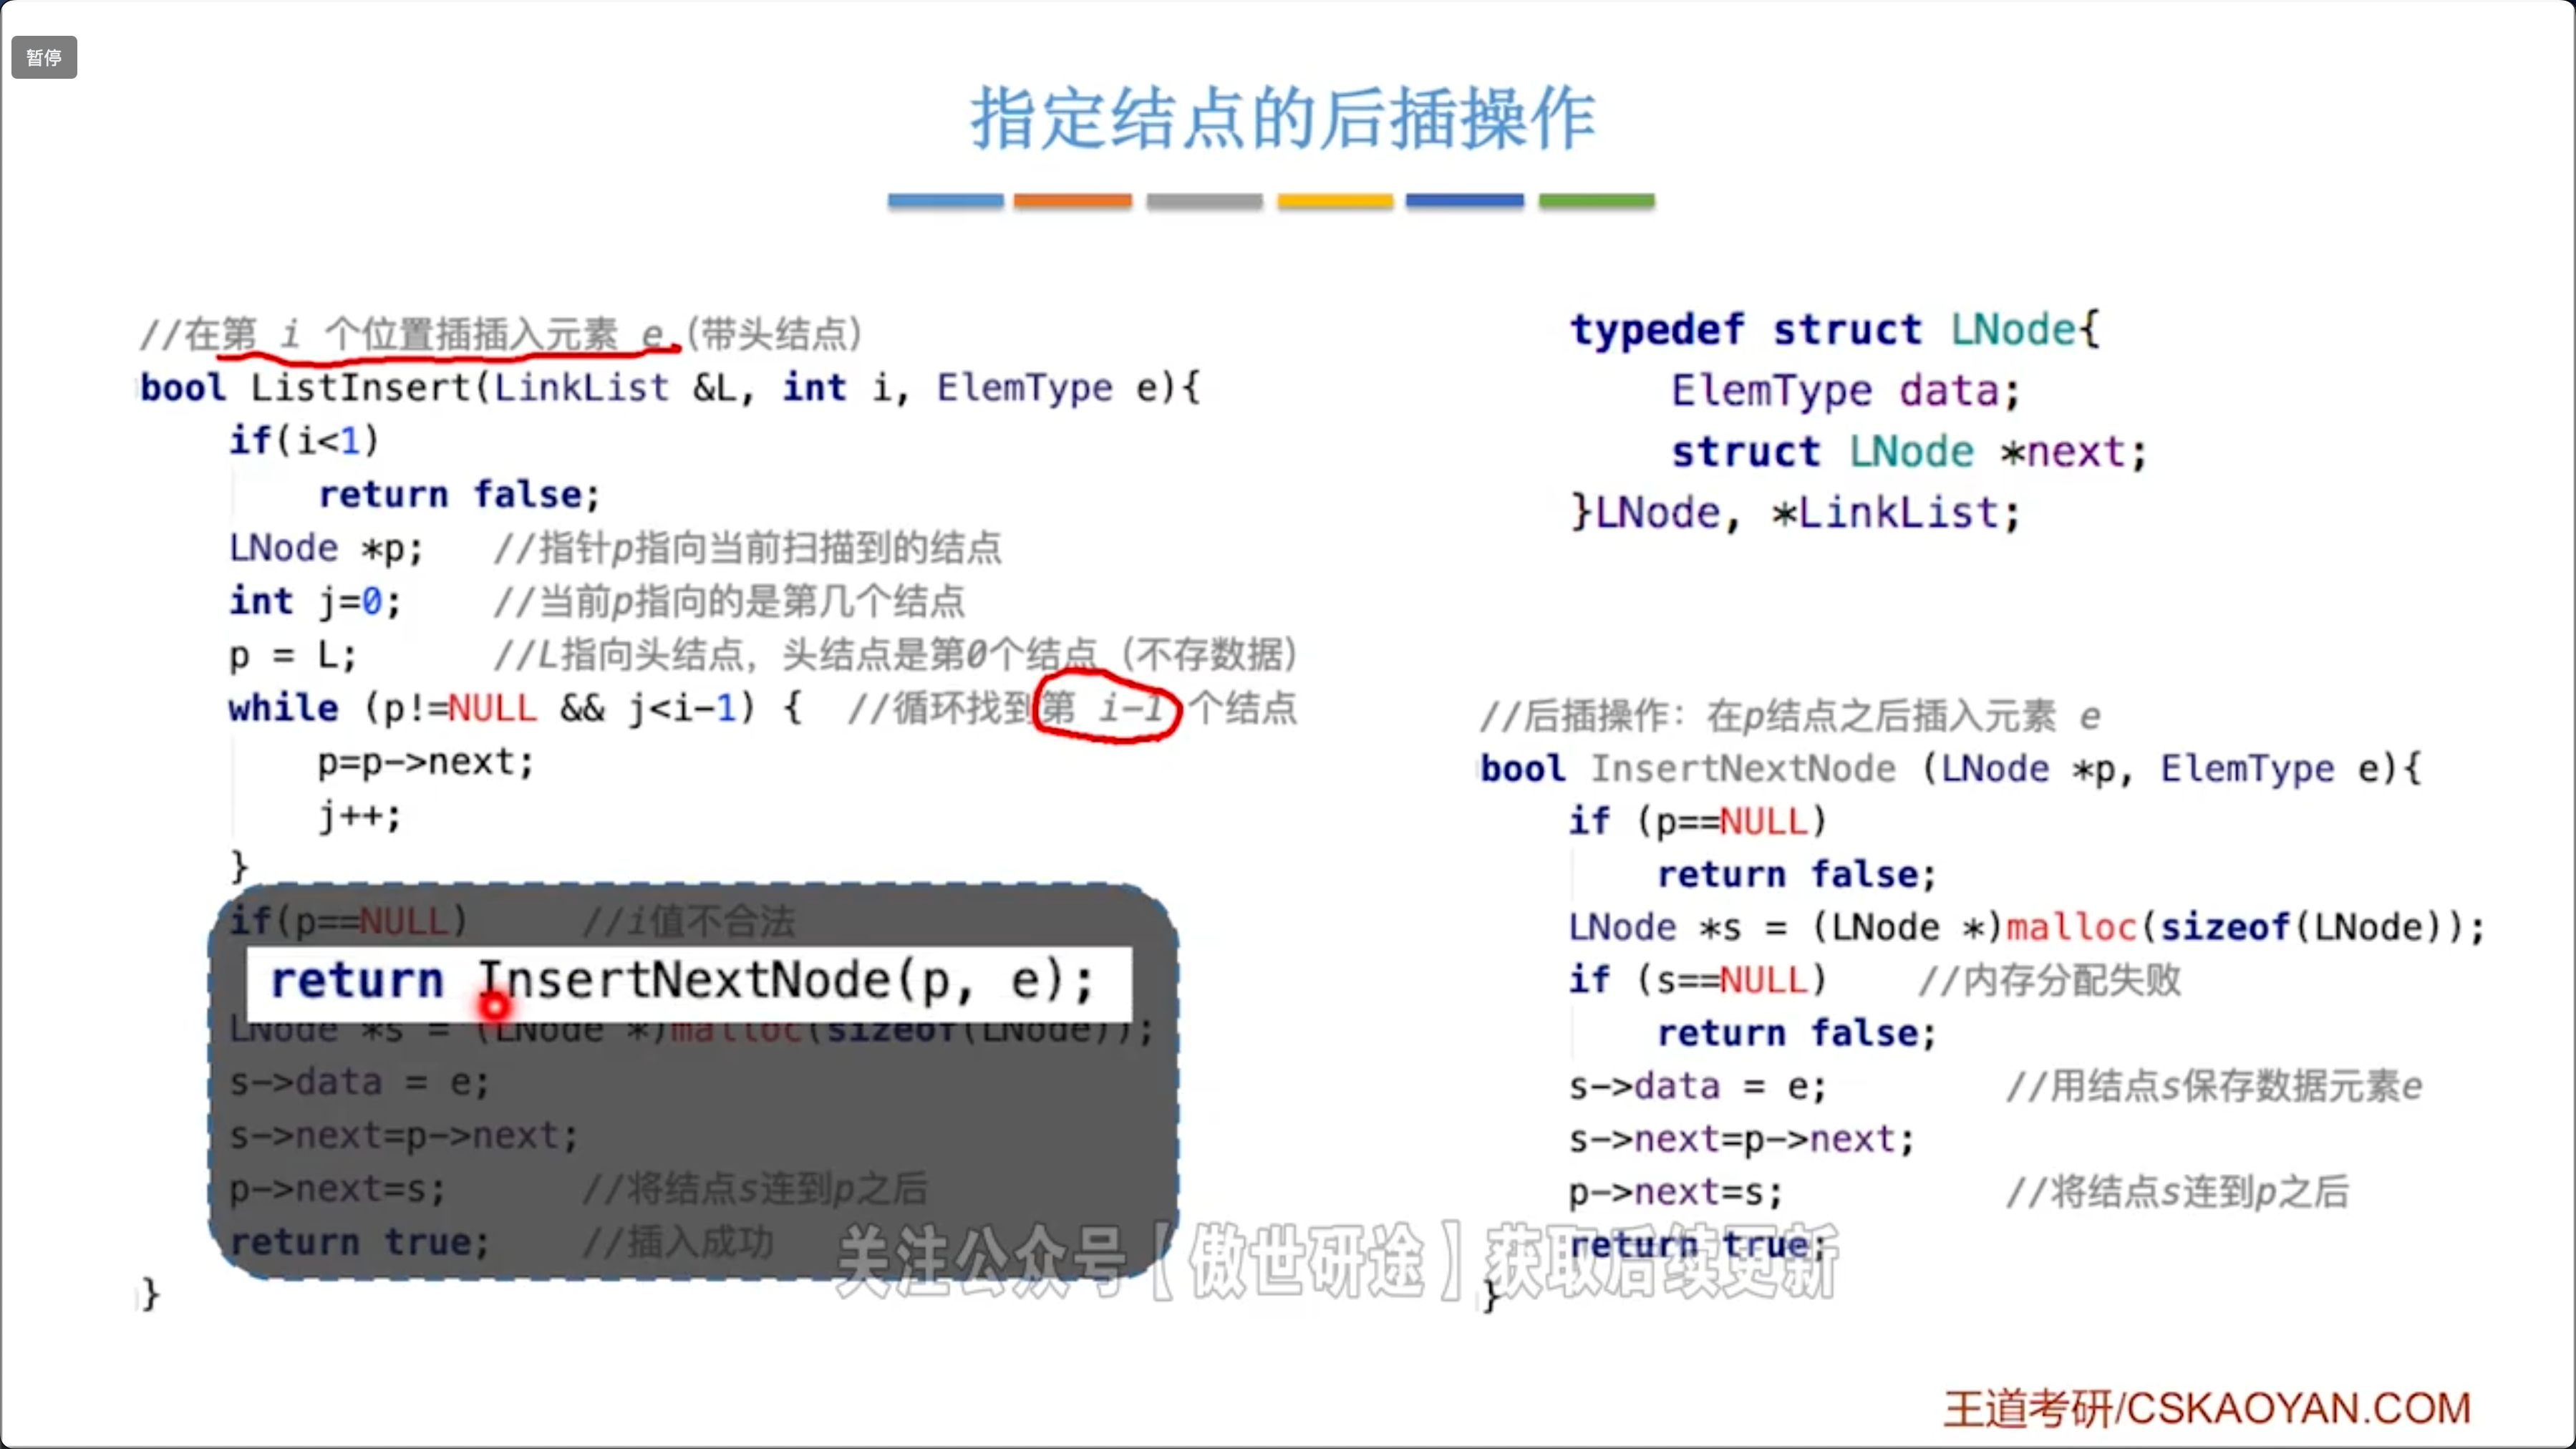 暂停
指定结点的后插操作
//在第 i 个位置插插入元素 e (带头结点)
bool ListInsert(LinkList &L, int i, ElemType e){
if(i<1)
return false;
LNode *p; //指针p指向当前扫描到的结点
int j=0; //当前p指向的是第几个结点
p = L; //L指向头结点，头结点是第0个结点（不存数据）
while (p!=NULL && j<i-1) { //循环找到第 i-1 个结点
p=p->next;
j++;
}
if(p==NULL) //i值不合法
return InsertNextNode(p, e);
LNode *s = (LNode *)malloc(sizeof(LNode));
s->data = e;
s->next=p->next;
p->next=s; //将结点s连到p之后
return true; //插入成功
}
typedef struct LNode{
ElemType data;
struct LNode *next;
}LNode, *LinkList;
//后插操作：在p结点之后插入元素 e
bool InsertNextNode (LNode *p, ElemType e){
if (p==NULL)
return false;
LNode *s = (LNode *)malloc(sizeof(LNode));
if (s==NULL) //内存分配失败
return false;
s->data = e; //用结点s保存数据元素e
s->next=p->next;
p->next=s; //将结点s连到p之后
return true;
}
关注公众号【傲世研途】获取后续更新
王道考研/CSKAOYAN.COM